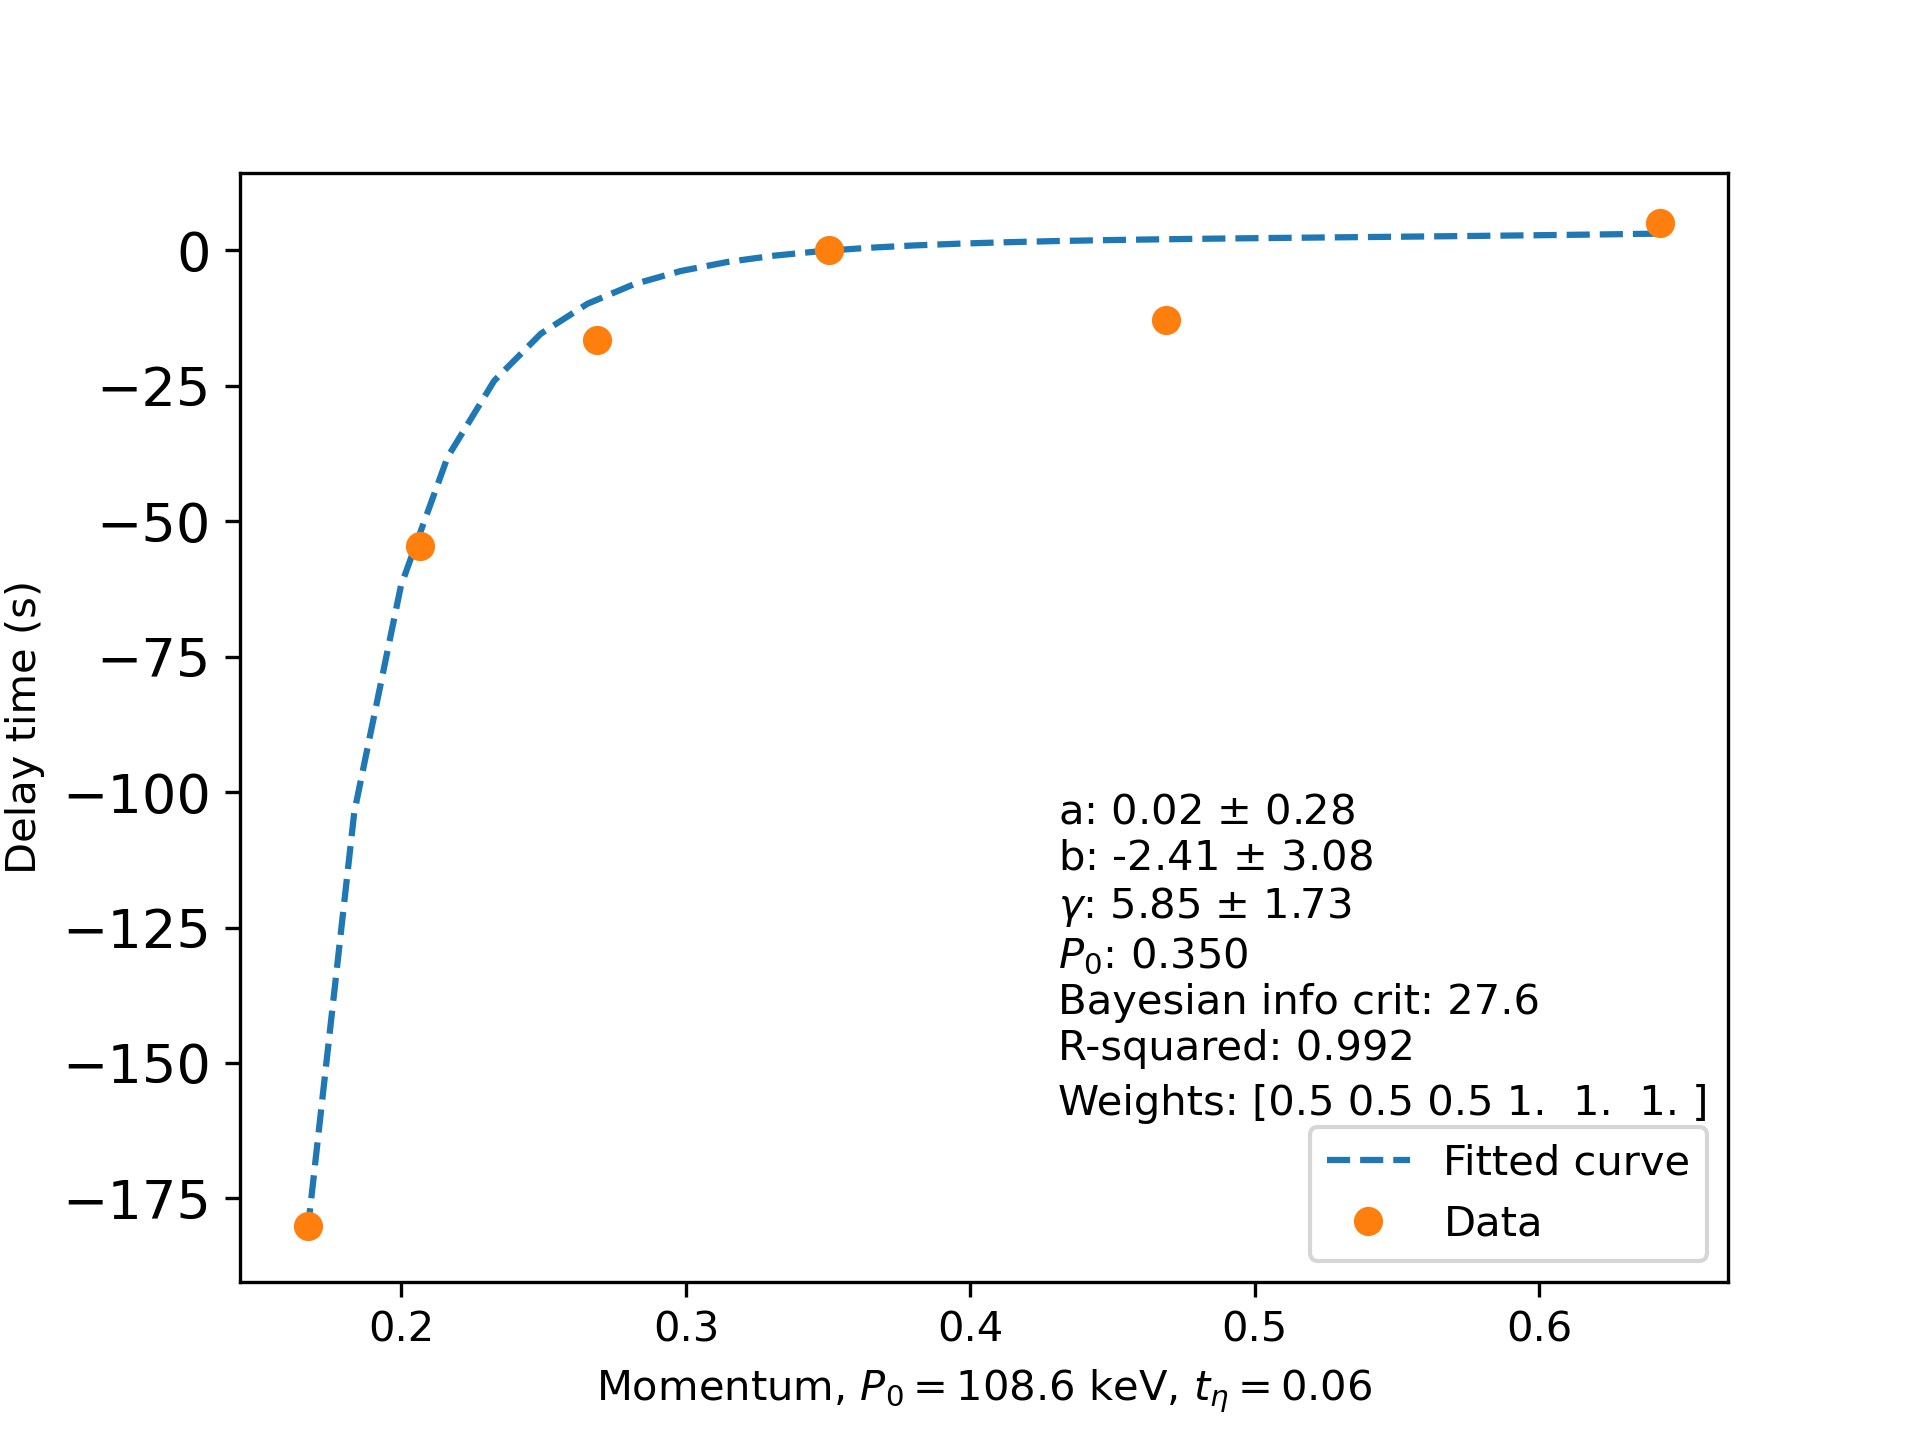 0
−25
−50
−75
−100
−125
−150
−175
Delay time (s)
a: 0.02 ± 0.28
b: -2.41 ± 3.08
γ: 5.85 ± 1.73
P₀: 0.350
Bayesian info crit: 27.6
R-squared: 0.992
Weights: [0.5 0.5 0.5 1.  1.  1. ]
Fitted curve
Data
0.2 0.3 0.4 0.5 0.6
Momentum, P₀ = 108.6 keV, tη = 0.06